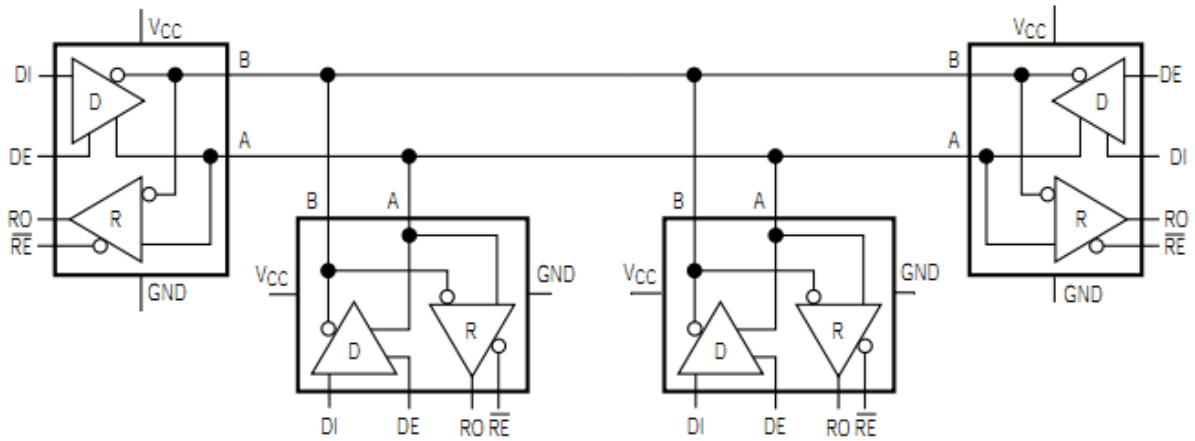 VCC VCC
DI B B DE
D D
DE A A DI
RO R B A B A R RO
RE RE
VCC GND VCC GND
GND GND
D R D R
DI DE RO RE DI DE RO RE